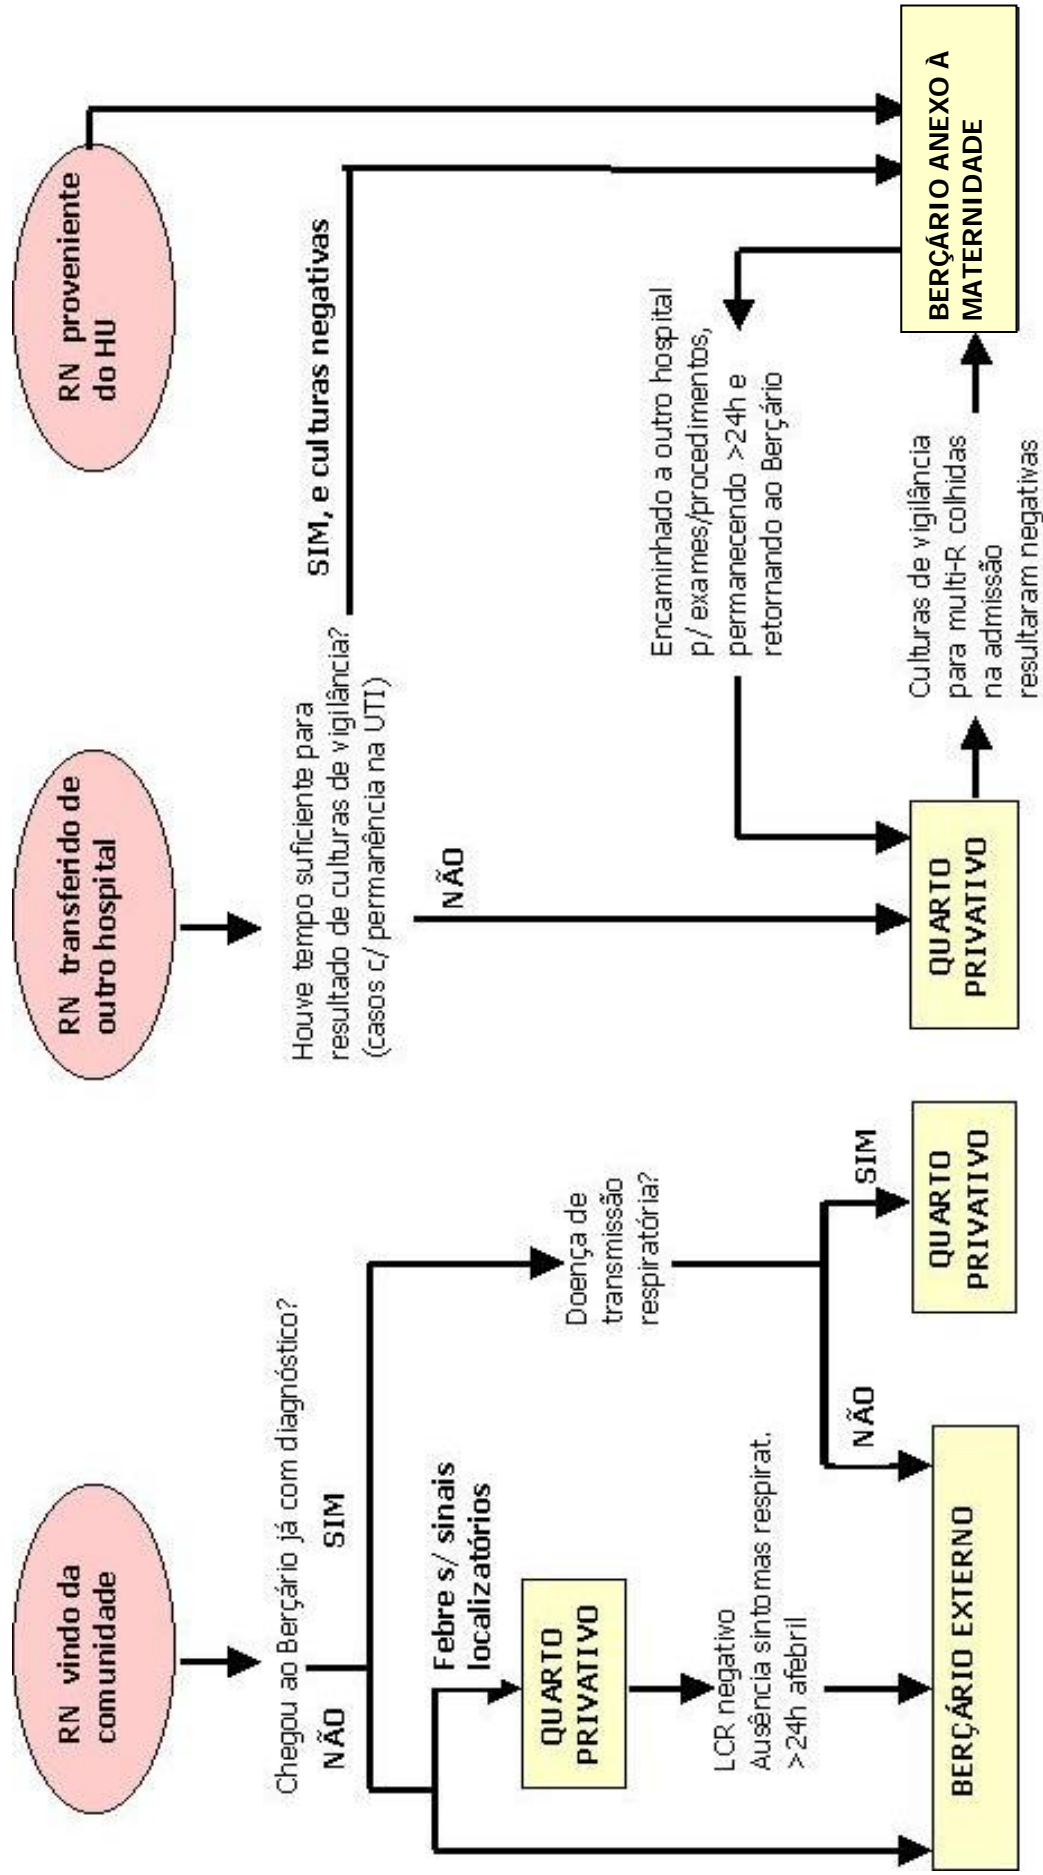 RN vindo da
comunidade
Chegou ao Berçário já com diagnóstico?
NÃO
SIM
Febre s/ sinais
localizatórios
QUARTO
PRIVATIVO
LCR negativo
Ausência sintomas respirat.
>24h afebril
BERÇÁRIO EXTERNO
Doença de
transmissão
respiratória?
NÃO
SIM
QUARTO
PRIVATIVO
RN transferido de
outro hospital
Houve tempo suficiente para
resultado de culturas de vigilância?
(casos c/ permanência na UTI)
NÃO
SIM, e culturas negativas
QUARTO
PRIVATIVO
Culturas de vigilância
para multi-R colhidas
na admissão
resultaram negativas
Encaminhado a outro hospital
p/ exames/procedimentos,
permanecendo >24h e
retornando ao Berçário
RN proveniente
do HU
BERÇÁRIO ANEXO À
MATERNIDADE